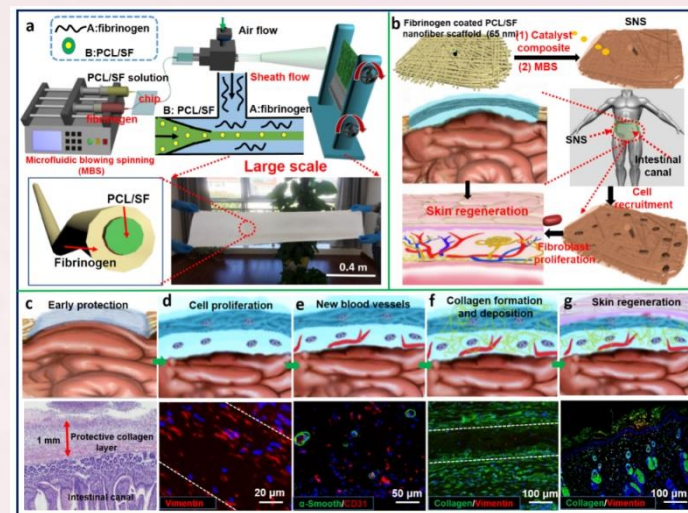 a
A:fibrinogen
B:PCL/SF
PCL/SF solution
chip
fibrinogen
Microfluidic blowing spinning
(MBS)
Air flow
Sheath flow
B: PCL/SF
A:fibrinogen
Large scale
PCL/SF
Fibrinogen
0.4 m
b
Fibrinogen coated PCL/SF
nanofiber scaffold (65 nm)
(1) Catalyst
composite
(2) MBS
SNS
SNS
Intestinal
canal
Cell
recruitment
Skin regeneration
Fibroblast
proliferation
c
Early protection
d
Cell proliferation
e
New blood vessels
f
Collagen formation
and deposition
g
Skin regeneration
1 mm
Protective collagen
layer
Intestinal canal
Vimentin
20 μm
α-Smooth/CD31
50 μm
Collagen/Vimentin
100 μm
Collagen/Vimentin
100 μm